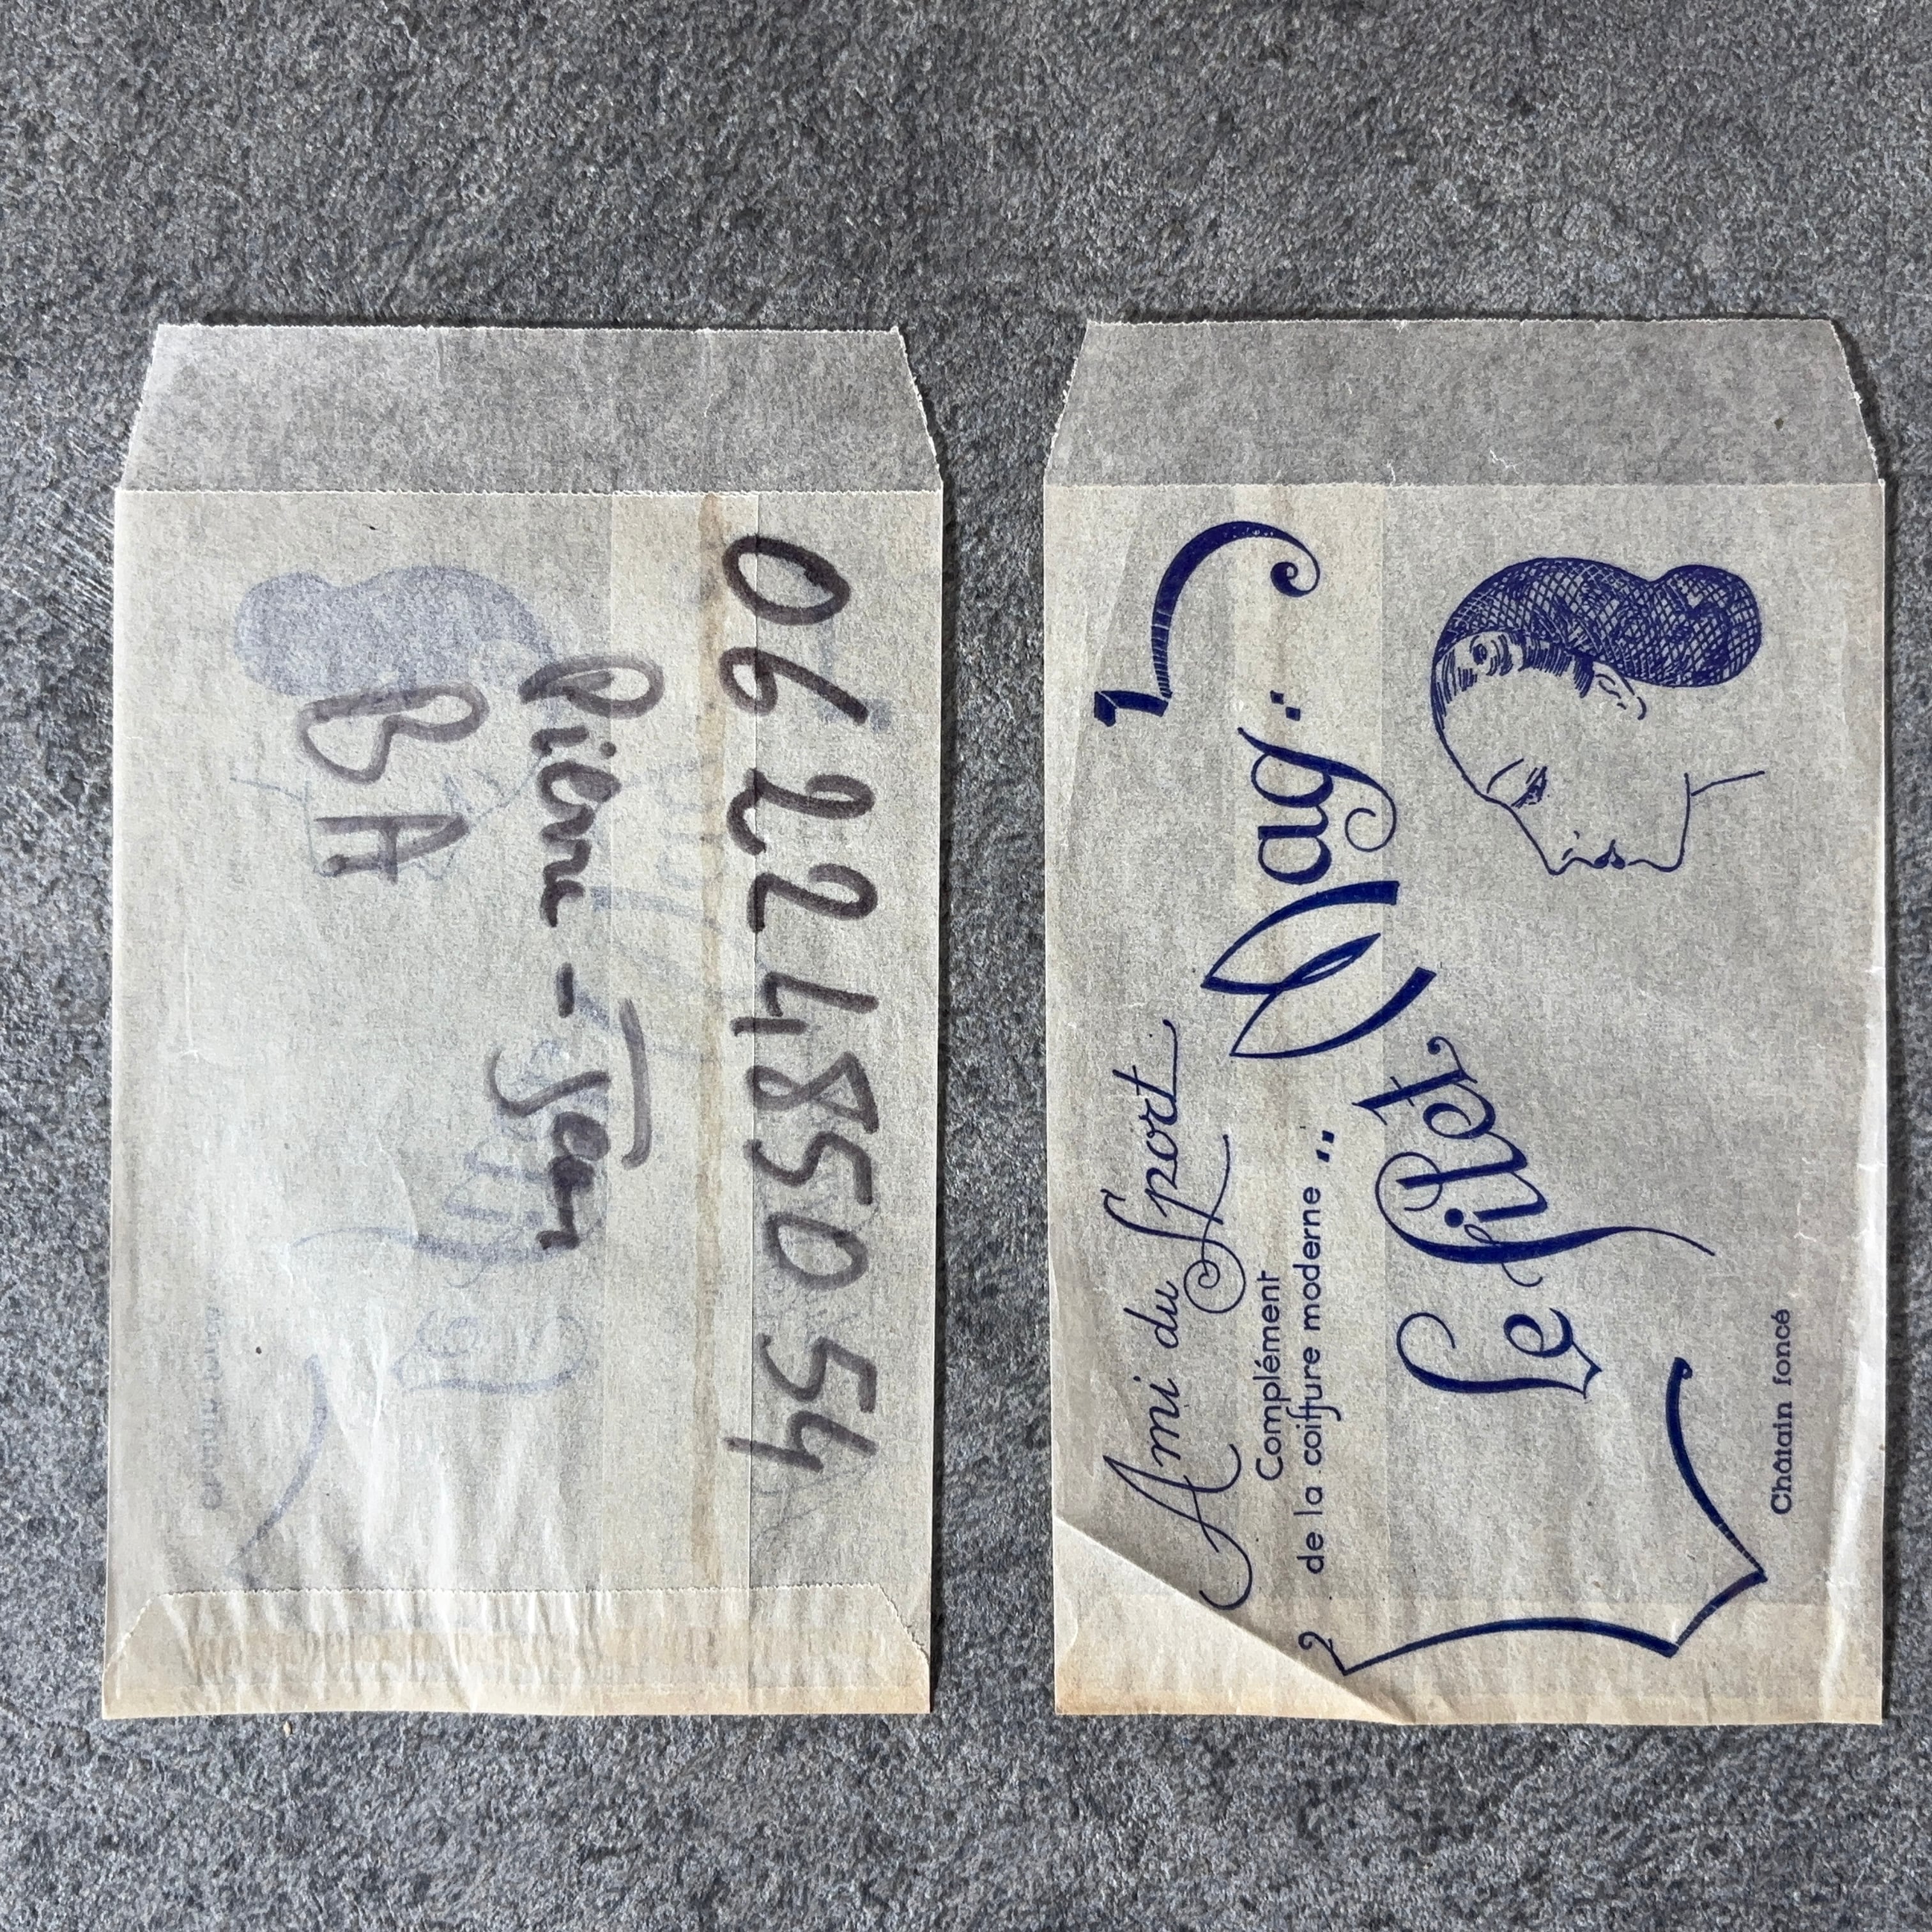 06 22 48 50 54
Pierre - Jean
BA
Ami du Sport
Complément
de la coiffure moderne
Le filet "Mag"
Châtain foncé